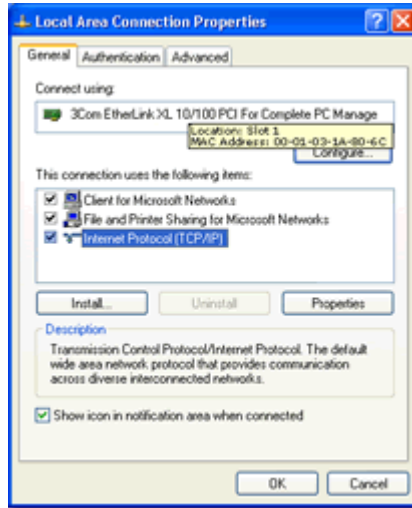 Local Area Connection Properties
General Authentication Advanced
Connect using:
3Com EtherLink XL 10/100 PCI For Complete PC Manage
Location: Slot 1
MAC Address: 00-01-03-1A-80-6C
Configure...
This connection uses the following items:
Client for Microsoft Networks
File and Printer Sharing for Microsoft Networks
Internet Protocol (TCP/IP)
Install... Uninstall Properties
Description
Transmission Control Protocol/Internet Protocol. The default
wide area network protocol that provides communication
across diverse interconnected networks.
Show icon in notification area when connected
OK Cancel